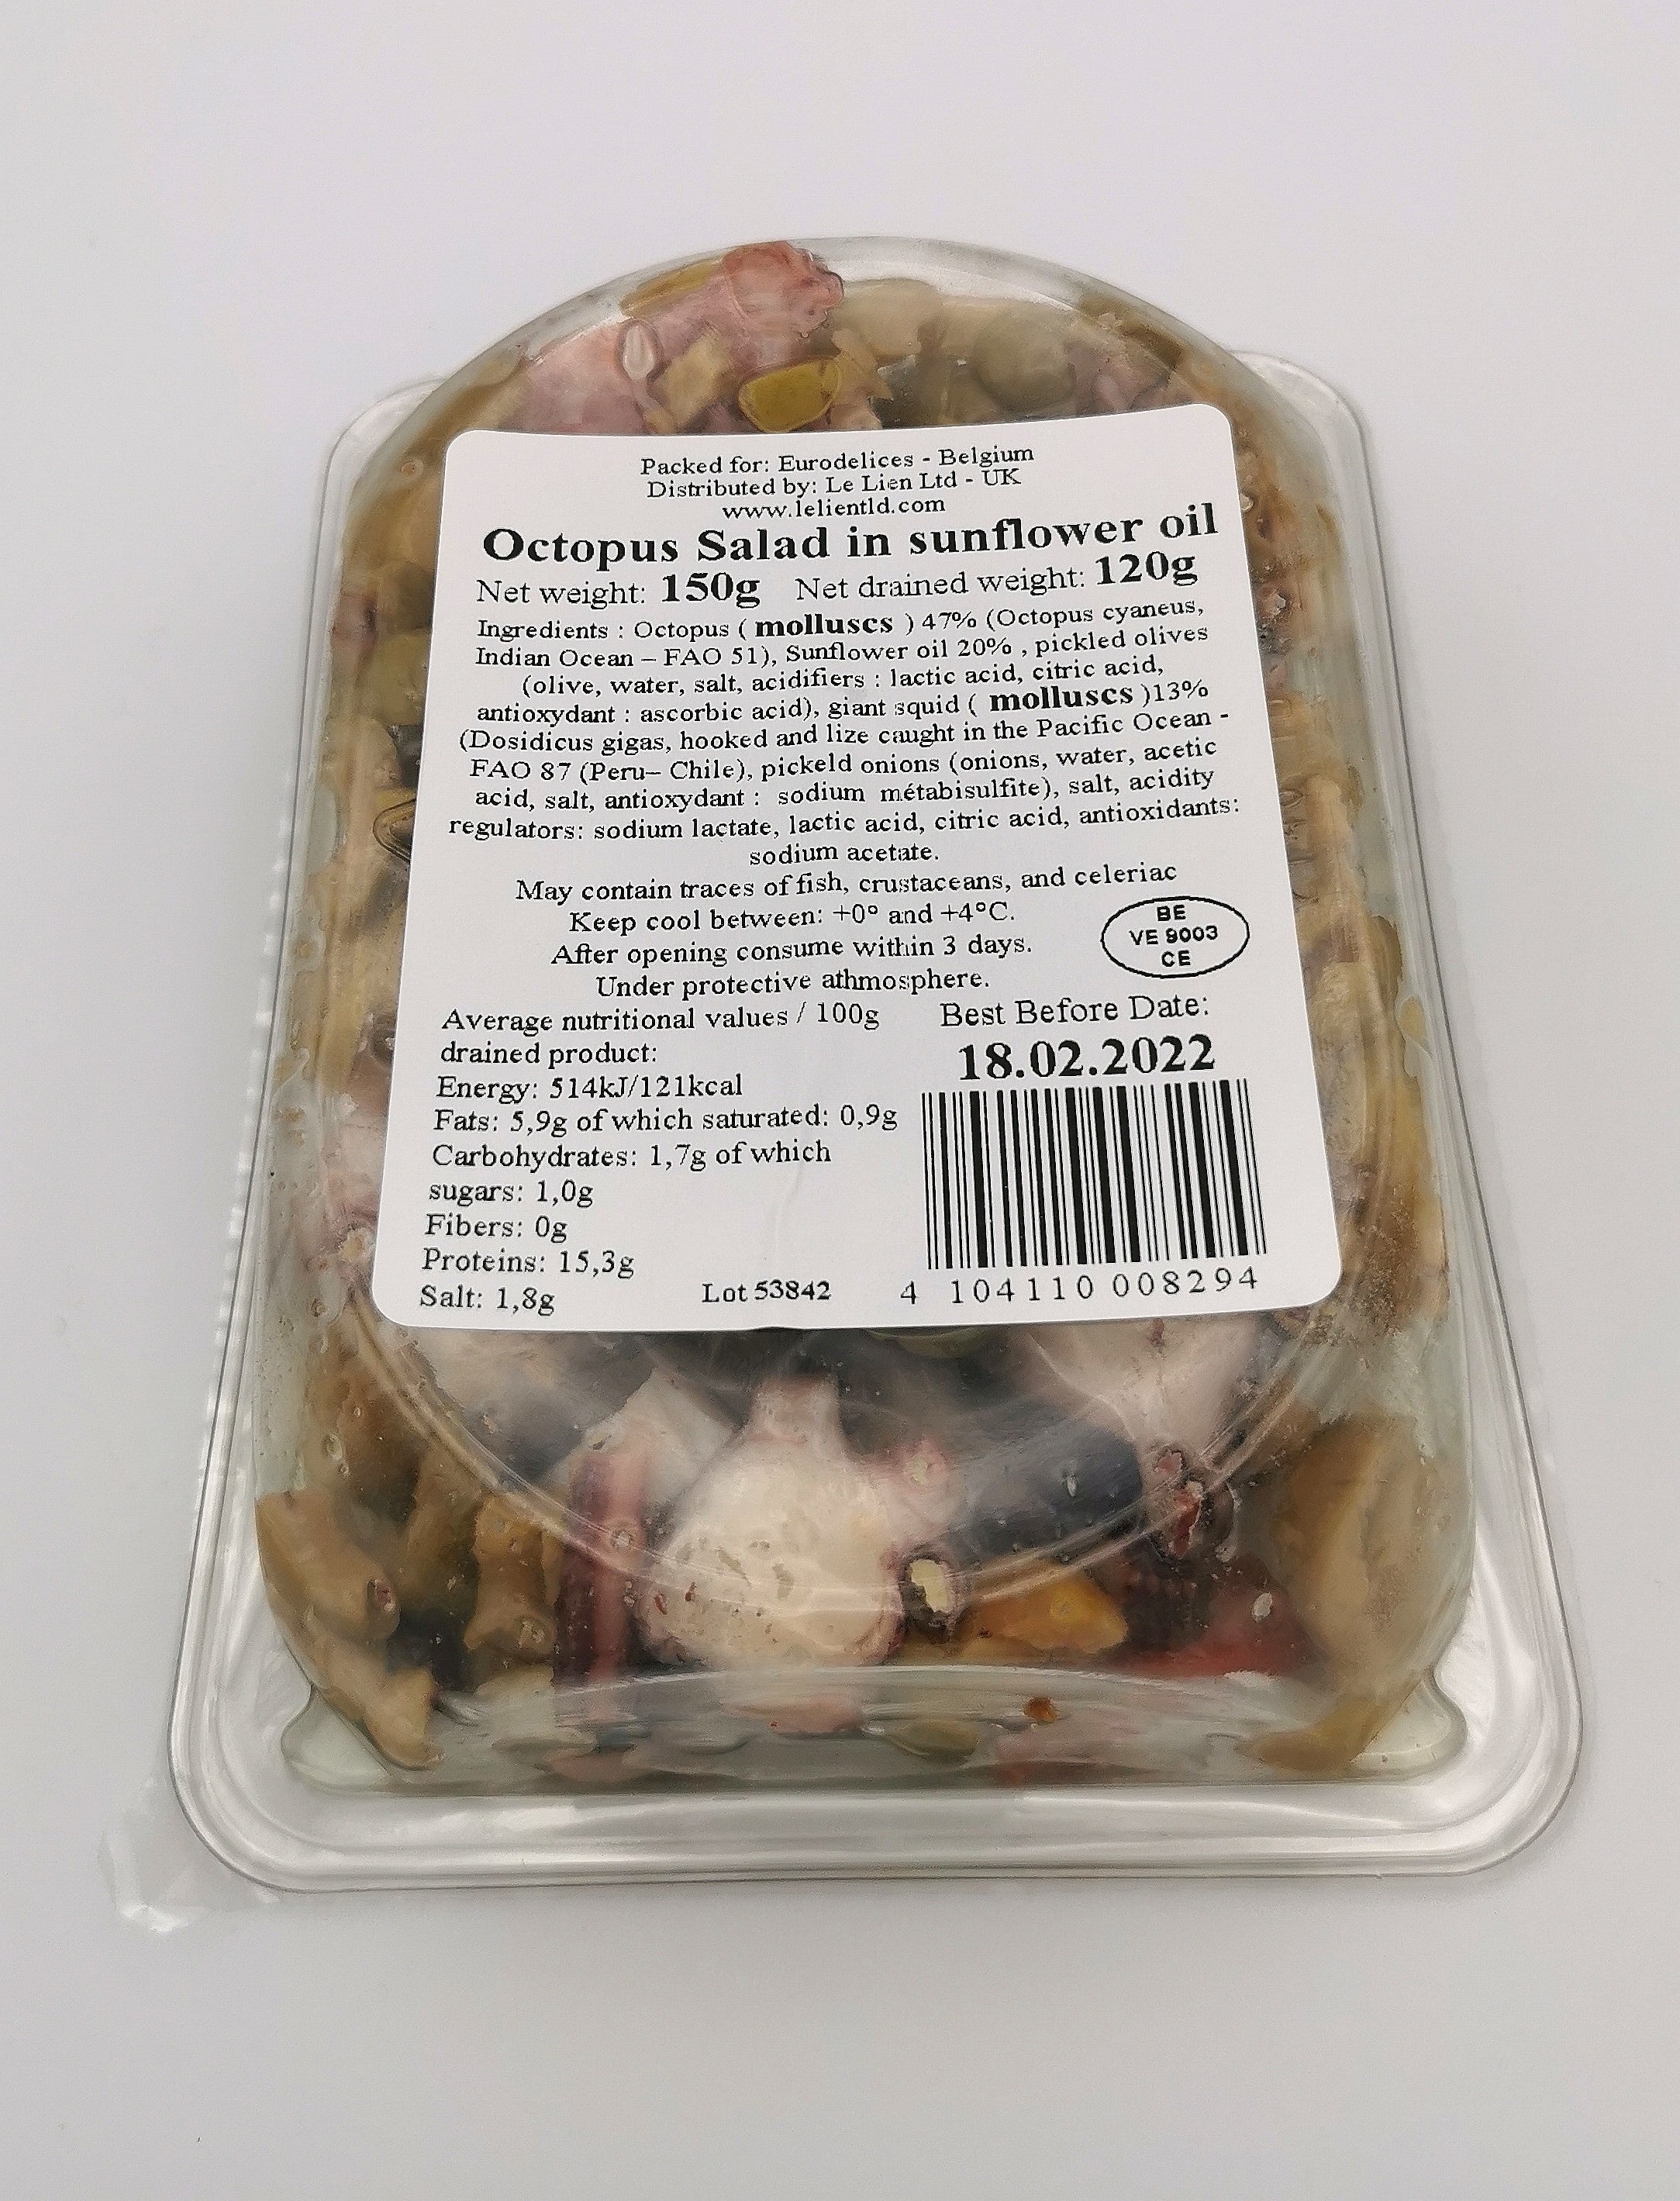 Packed for: Eurodelices - Belgium
Distributed by: Le Lien Ltd - UK
www.lelientld.com
Octopus Salad in sunflower oil
Net weight: 150g Net drained weight: 120g
Ingredients : Octopus ( molluscs ) 47% (Octopus cyaneus,
Indian Ocean – FAO 51), Sunflower oil 20% , pickled olives
(olive, water, salt, acidifiers : lactic acid, citric acid,
antioxydant : ascorbic acid), giant squid ( molluscs )13%
(Dosidicus gigas, hooked and lize caught in the Pacific Ocean -
FAO 87 (Peru– Chile), pickeld onions (onions, water, acetic
acid, salt, antioxydant : sodium métabisulfite), salt, acidity
regulators: sodium lactate, lactic acid, citric acid, antioxidants:
sodium acetate.
May contain traces of fish, crustaceans, and celeriac
Keep cool between: +0° and +4°C.
After opening consume within 3 days.
Under protective athmosphere.
BE
VE 9003
CE
Average nutritional values / 100g
drained product:
Energy: 514kJ/121kcal
Fats: 5,9g of which saturated: 0,9g
Carbohydrates: 1,7g of which
sugars: 1,0g
Fibers: 0g
Proteins: 15,3g
Salt: 1,8g
Lot 53842
Best Before Date:
18.02.2022
4 104110 008294